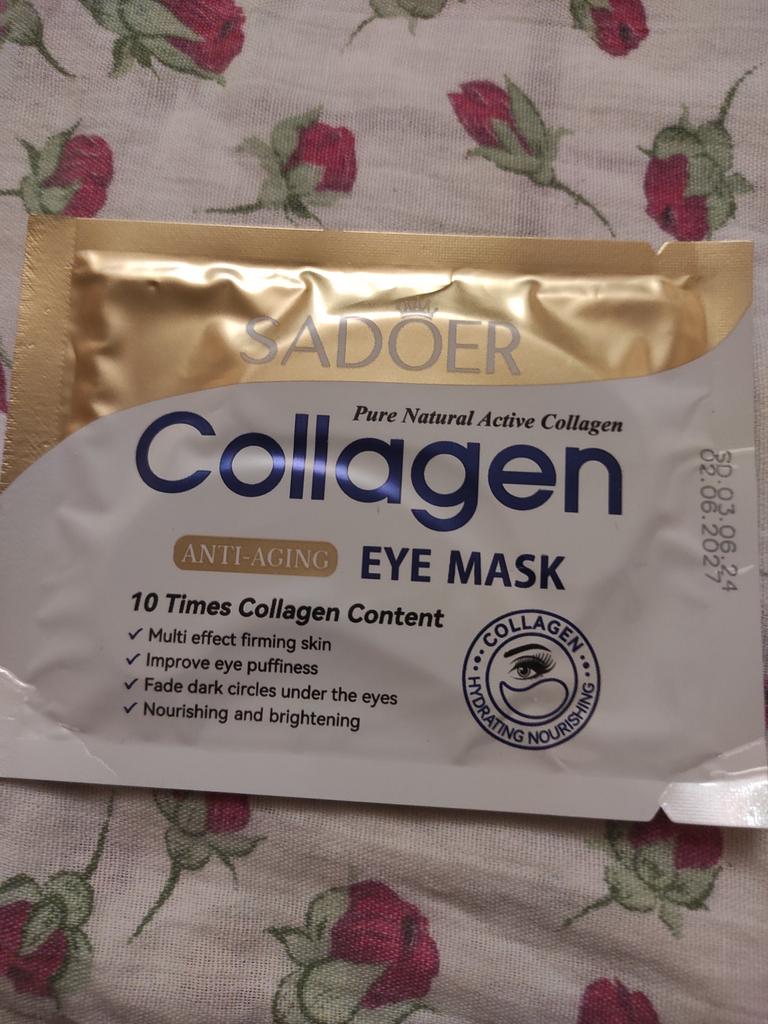 SADOER
Pure Natural Active Collagen
Collagen
ANTI-AGING EYE MASK
10 Times Collagen Content
✓ Multi effect firming skin
✓ Improve eye puffiness
✓ Fade dark circles under the eyes
✓ Nourishing and brightening
COLLAGEN
HYDRATING NOURISHING
SD.03.06.24
02.06.2027